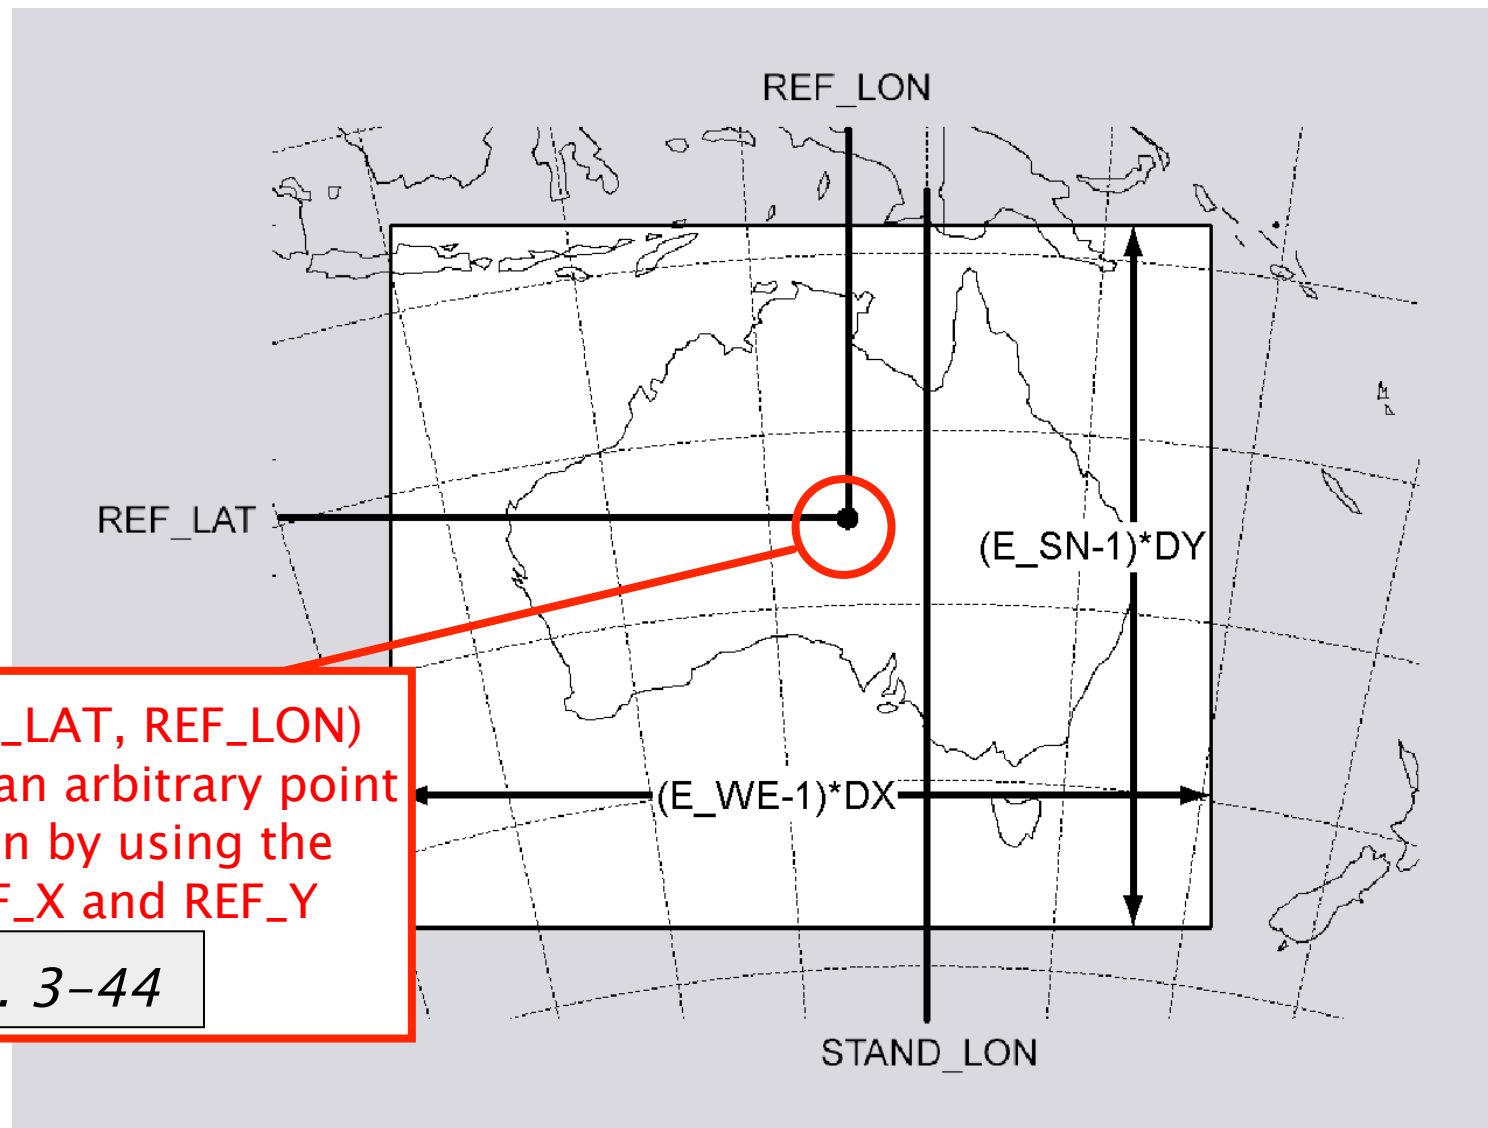 REF_LON
REF_LAT
(E_SN-1)*DY
_LAT, REF_LON)
an arbitrary point
(E_WE-1)*DX
n by using the
F_X and REF_Y
. 3-44
STAND_LON